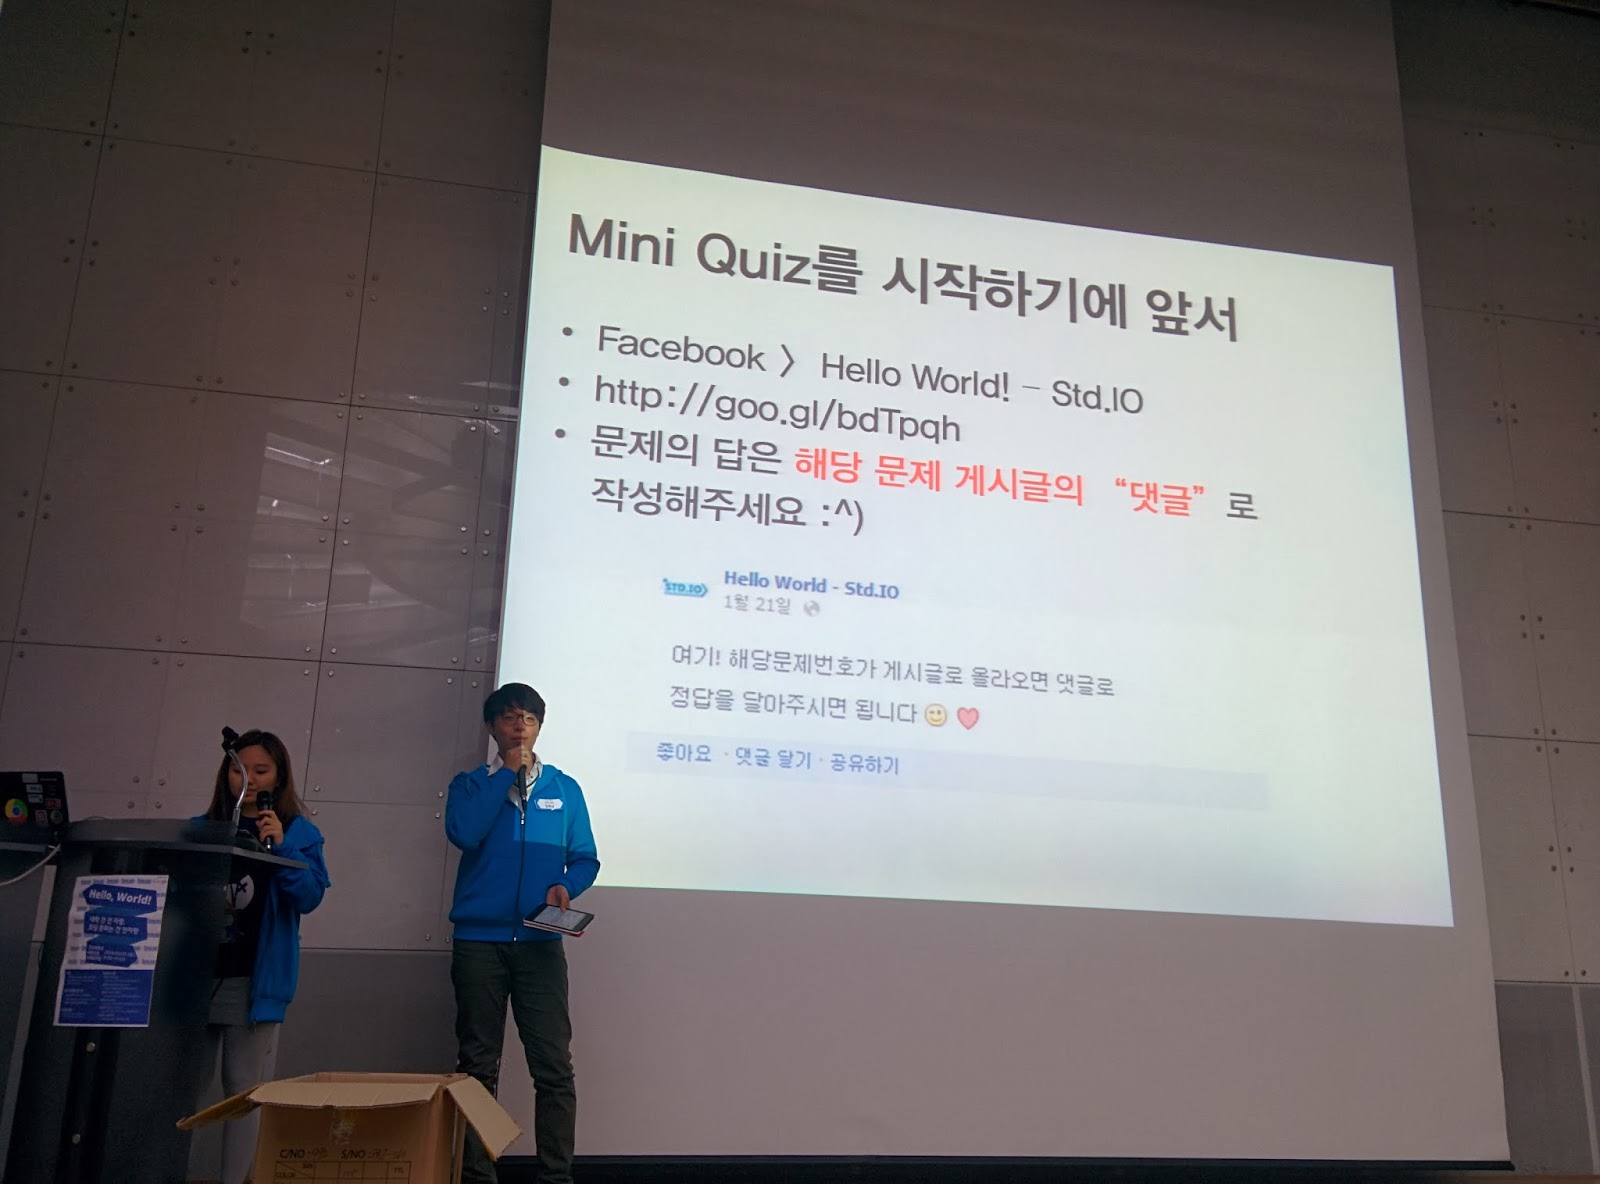 Mini Quiz를 시작하기에 앞서
• Facebook 〉 Hello World! – Std.IO
• http://goo.gl/bdTpqh
• 문제의 답은 해당 문제 게시글의 “댓글” 로
작성해주세요 :^)
STD.IO
Hello World - Std.IO
1월 21일
여기! 해당문제번호가 게시글로 올라오면 댓글로
정답을 달아주시면 됩니다
좋아요 · 댓글 달기 · 공유하기
Hello, World!
C/NO : S/NO :